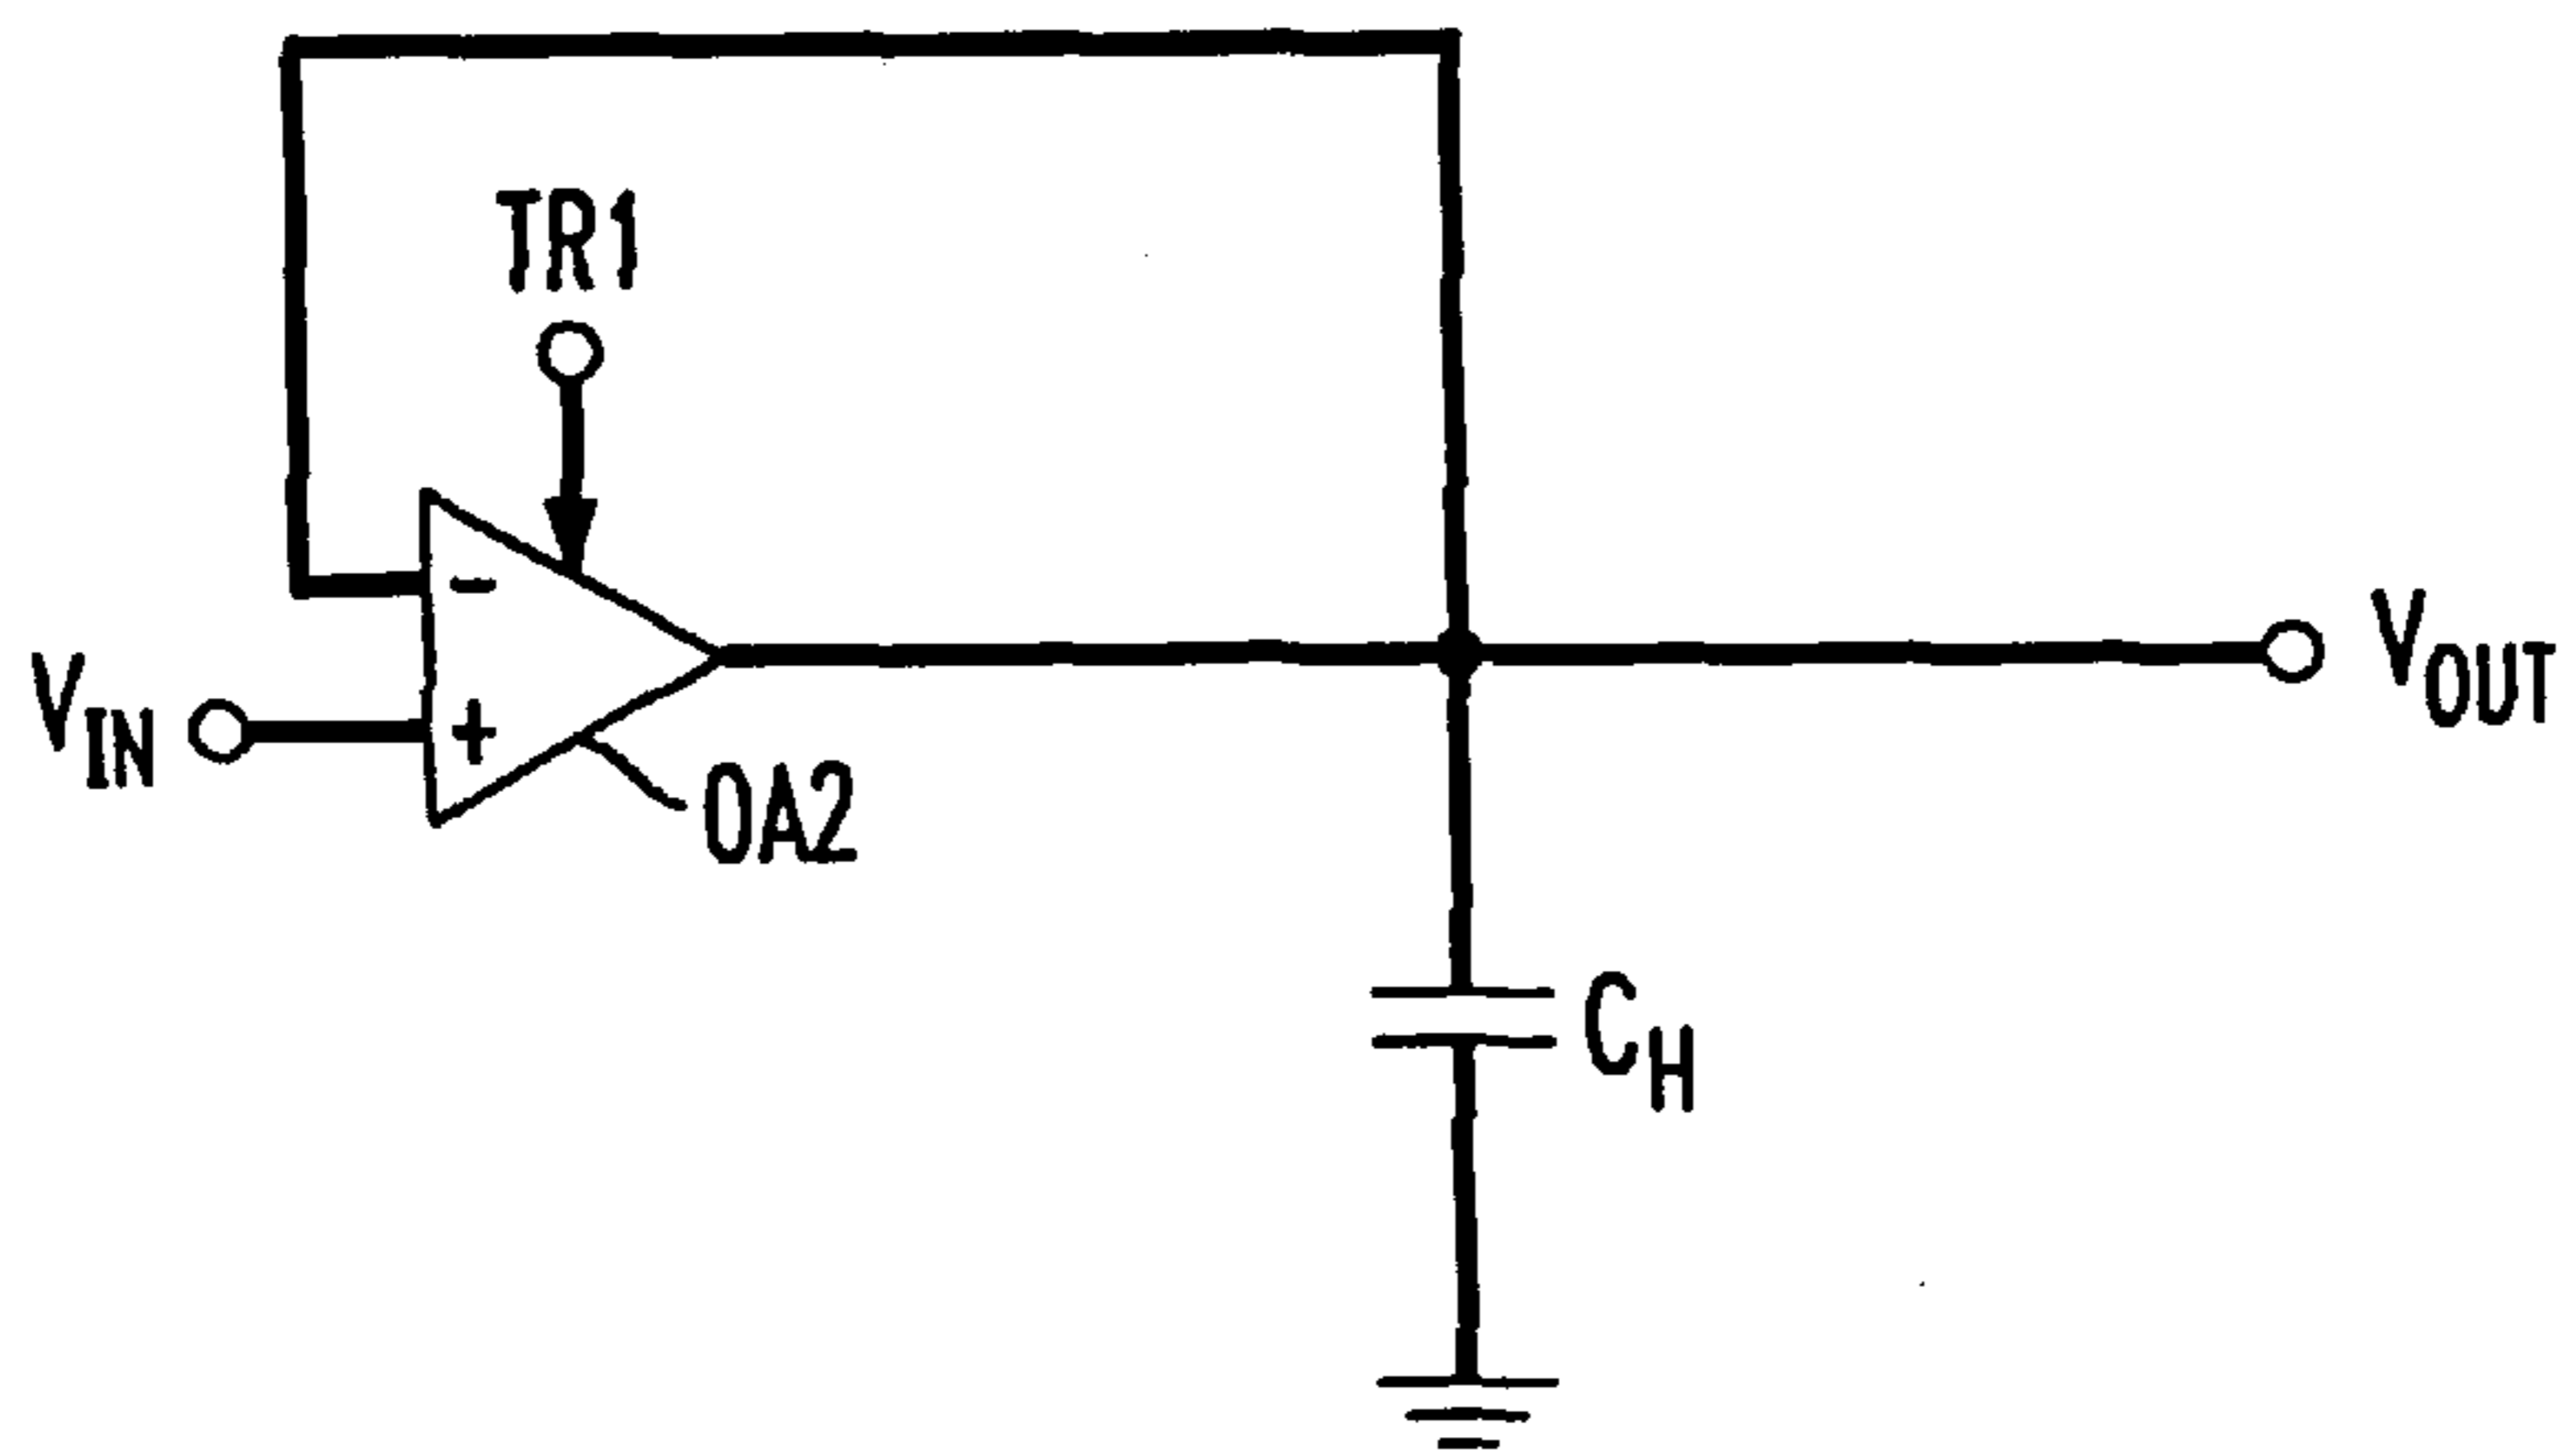 TR1
-
+
V_IN
V_OUT
OA2
C_H